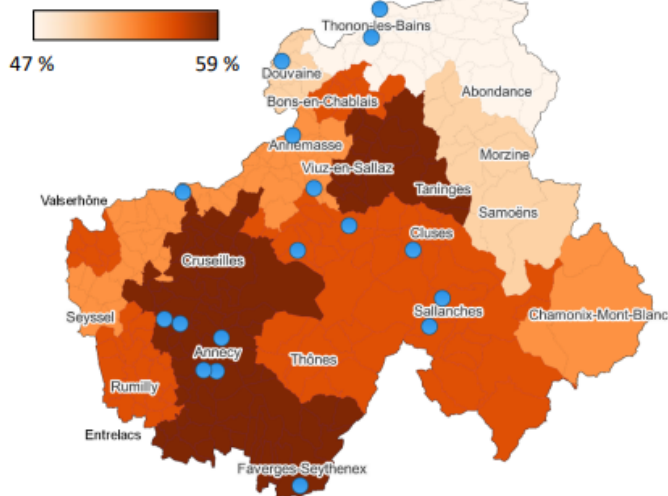 47 %
59 %
Thonon-les-Bains
Douvaine
Abondance
Bons-en-Chablais
Annemasse
Morzine
Viuz-en-Sallaz
Taninges
Valserhône
Samoëns
Cluses
Cruseilles
Seyssel
Sallanches
Chamonix-Mont-Blanc
Annecy
Thônes
Rumilly
Entrelacs
Faverges-Seythenex